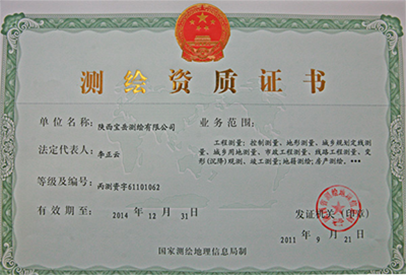 测绘资质证书
单位名称: 陕西宝岳测绘有限公司
法定代表人: 李正云
等级及编号: 丙测资字61101062
有效期至: 2014 年 12 月 31 日
业务范围:
工程测量: 控制测量、地形测量、城乡规划定线测
量、城乡用地测量、市政工程测量、线路工程测量、变
形(沉降)观测、竣工测量; 地籍测绘; 房产测绘。***
发证机关 (印章)
2011 年 9 月 21 日
国家测绘地理信息局制